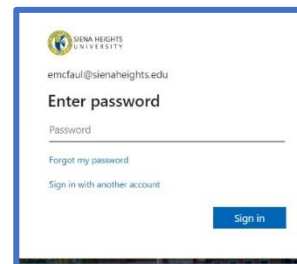 SIENA HEIGHTS
UNIVERSITY
emcfaul@sienaheights.edu
Enter password
Password
Forgot my password
Sign in with another account
Sign in